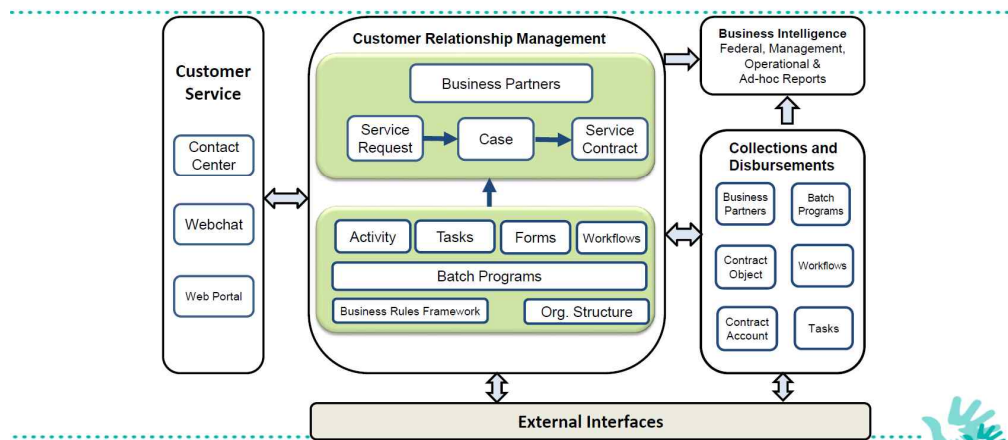 Customer
Service
Contact
Center
Webchat
Web Portal
Customer Relationship Management
Business Partners
Service
Request
Case
Service
Contract
Activity
Tasks
Forms
Workflows
Batch Programs
Business Rules Framework
Org. Structure
Business Intelligence
Federal, Management,
Operational &
Ad-hoc Reports
Collections and
Disbursements
Business
Partners
Batch
Programs
Contract
Object
Workflows
Contract
Account
Tasks
External Interfaces